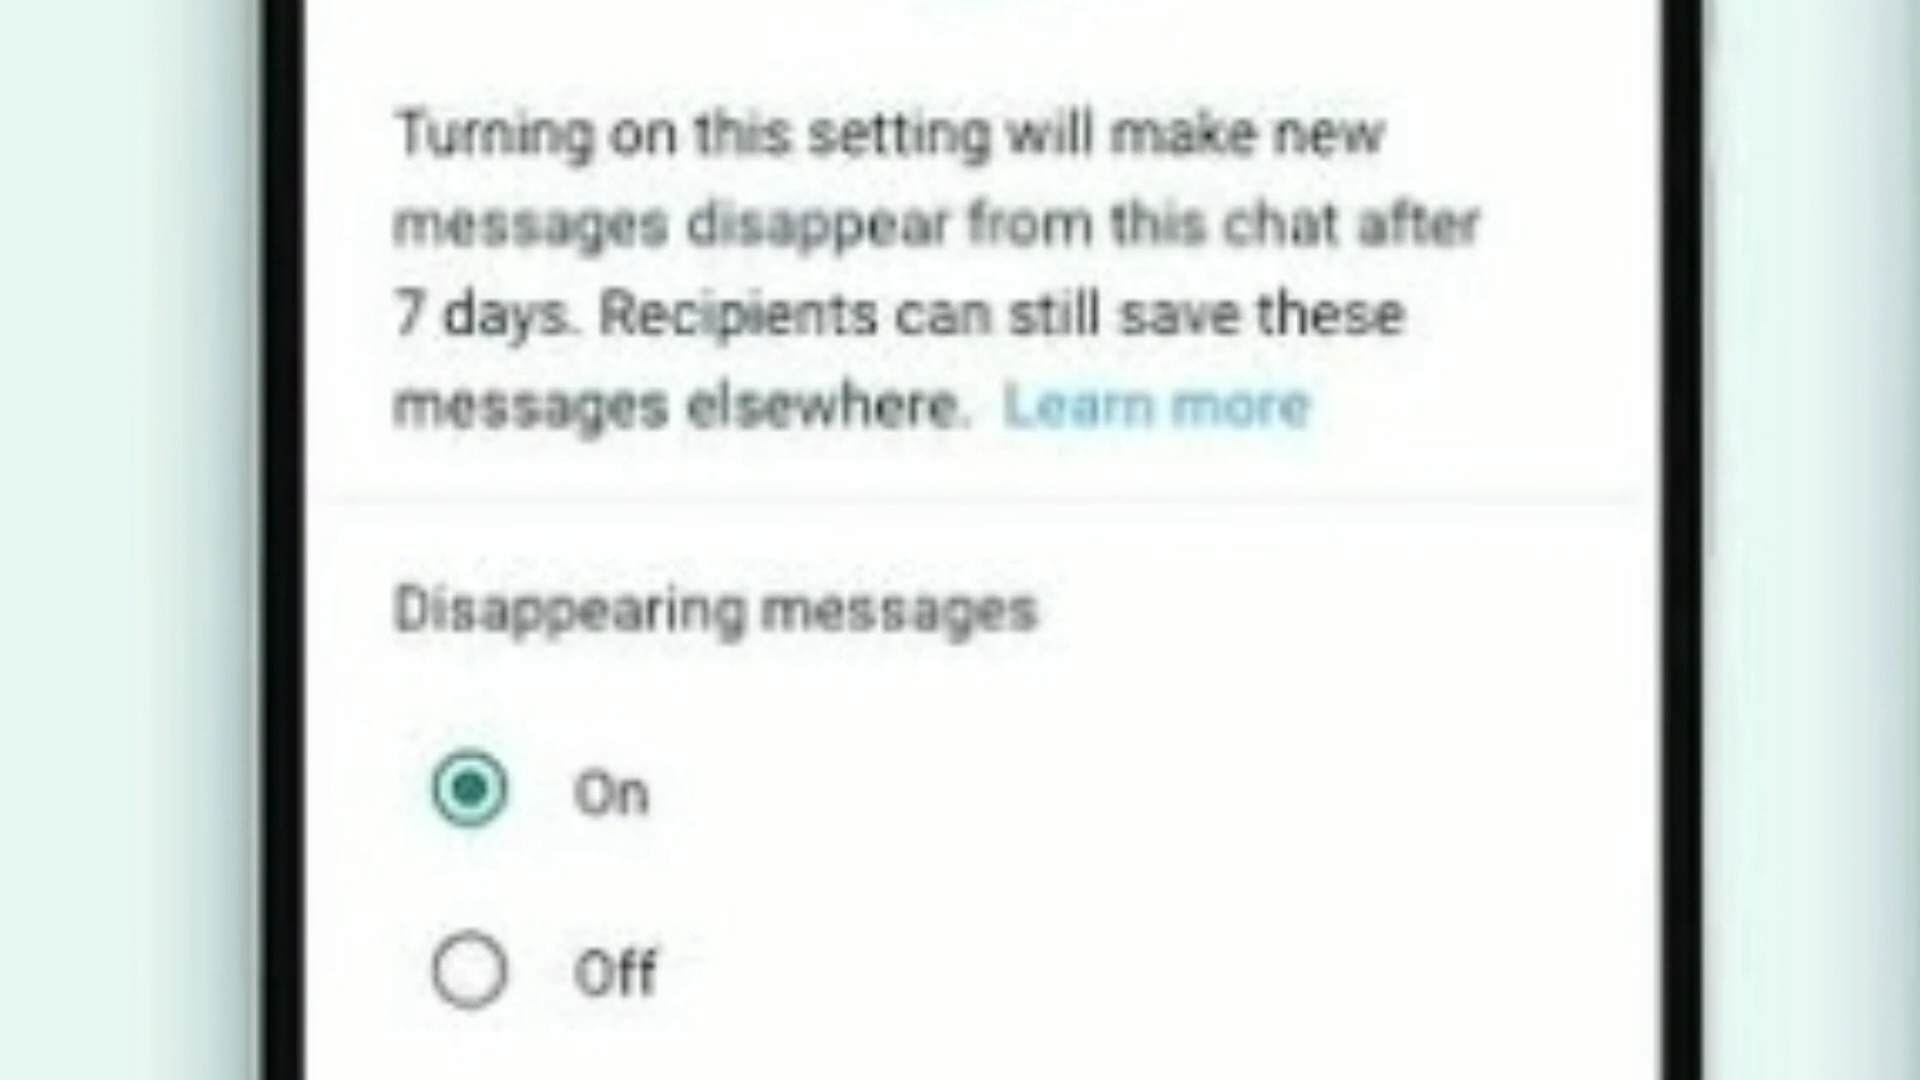 Turning on this setting will make new
messages disappear from this chat after
7 days. Recipients can still save these
messages elsewhere. Learn more
Disappearing messages
On
Off